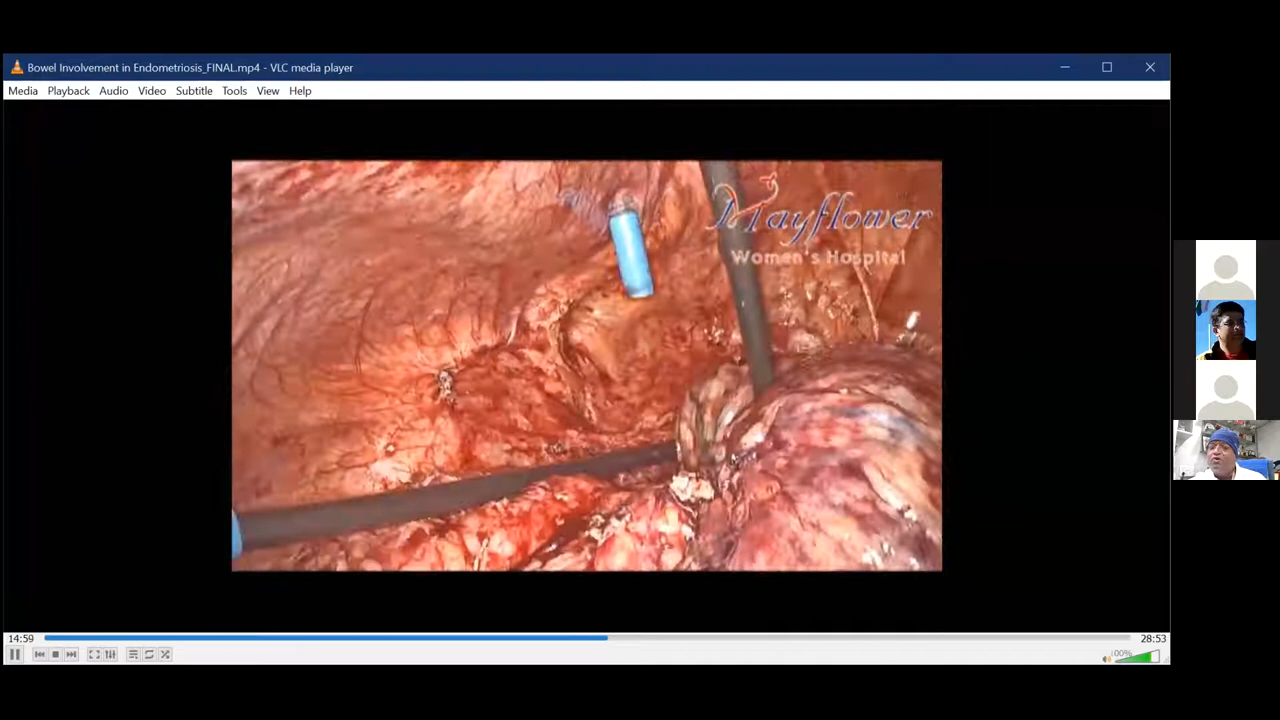 Bowel Involvement in Endometriosis_FINAL.mp4 - VLC media player
Media Playback Audio Video Subtitle Tools View Help
Mayflower
Women's Hospital
14:59
28:53
100%